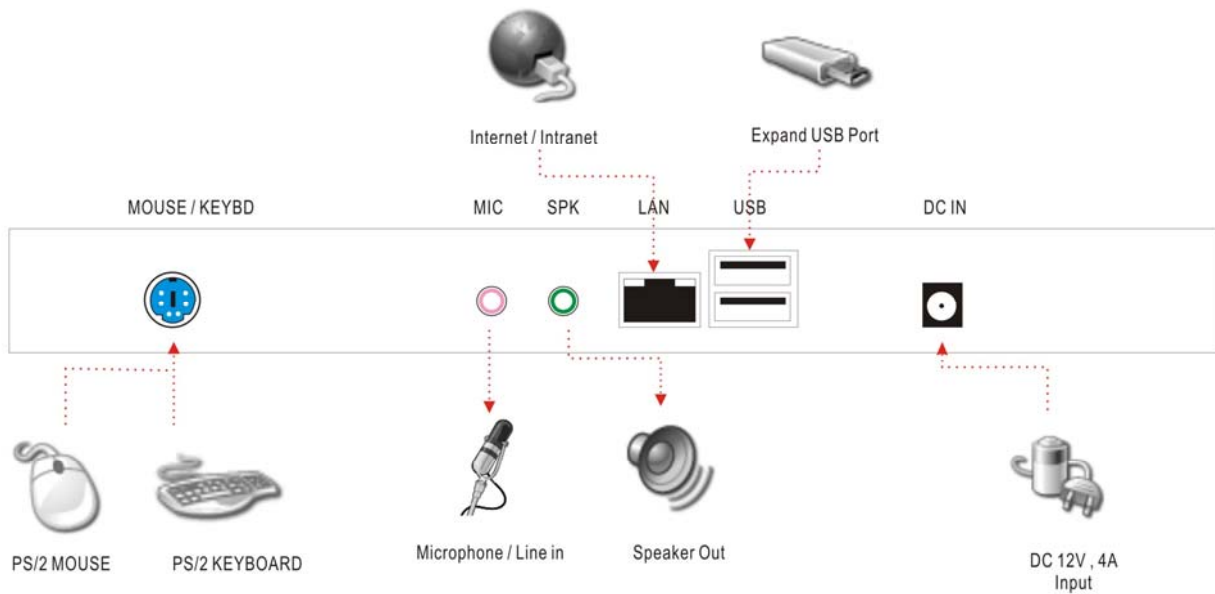 Internet / Intranet
Expand USB Port
MOUSE / KEYBD
MIC
SPK
LAN
USB
DC IN
PS/2 MOUSE
PS/2 KEYBOARD
Microphone / Line in
Speaker Out
DC 12V , 4A
Input